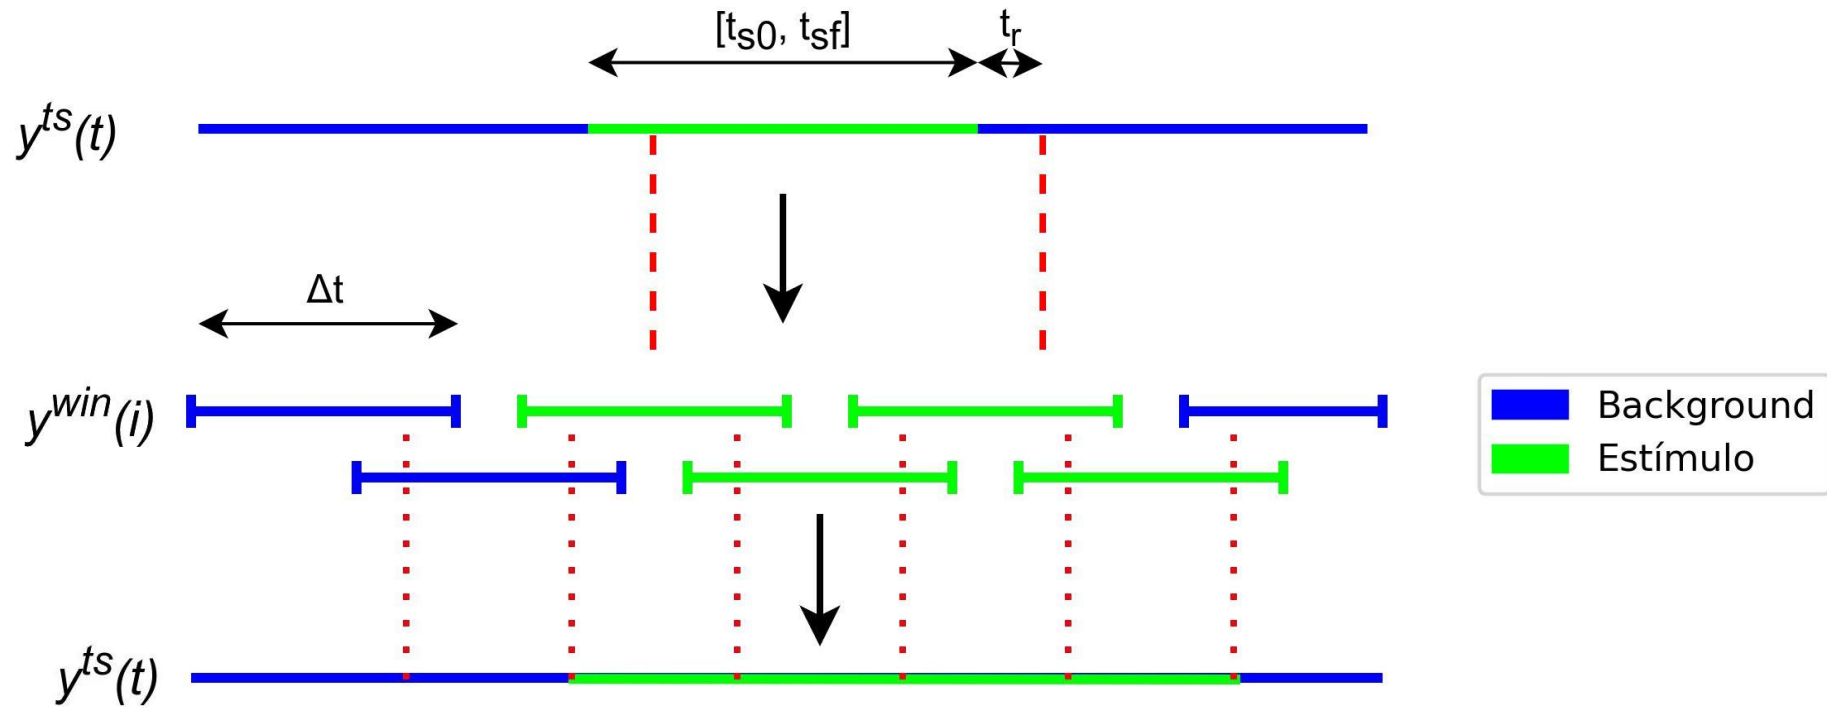 [ts0, tsf]
tr
yts(t)
Δt
ywin(i)
Background
Estímulo
yts(t)